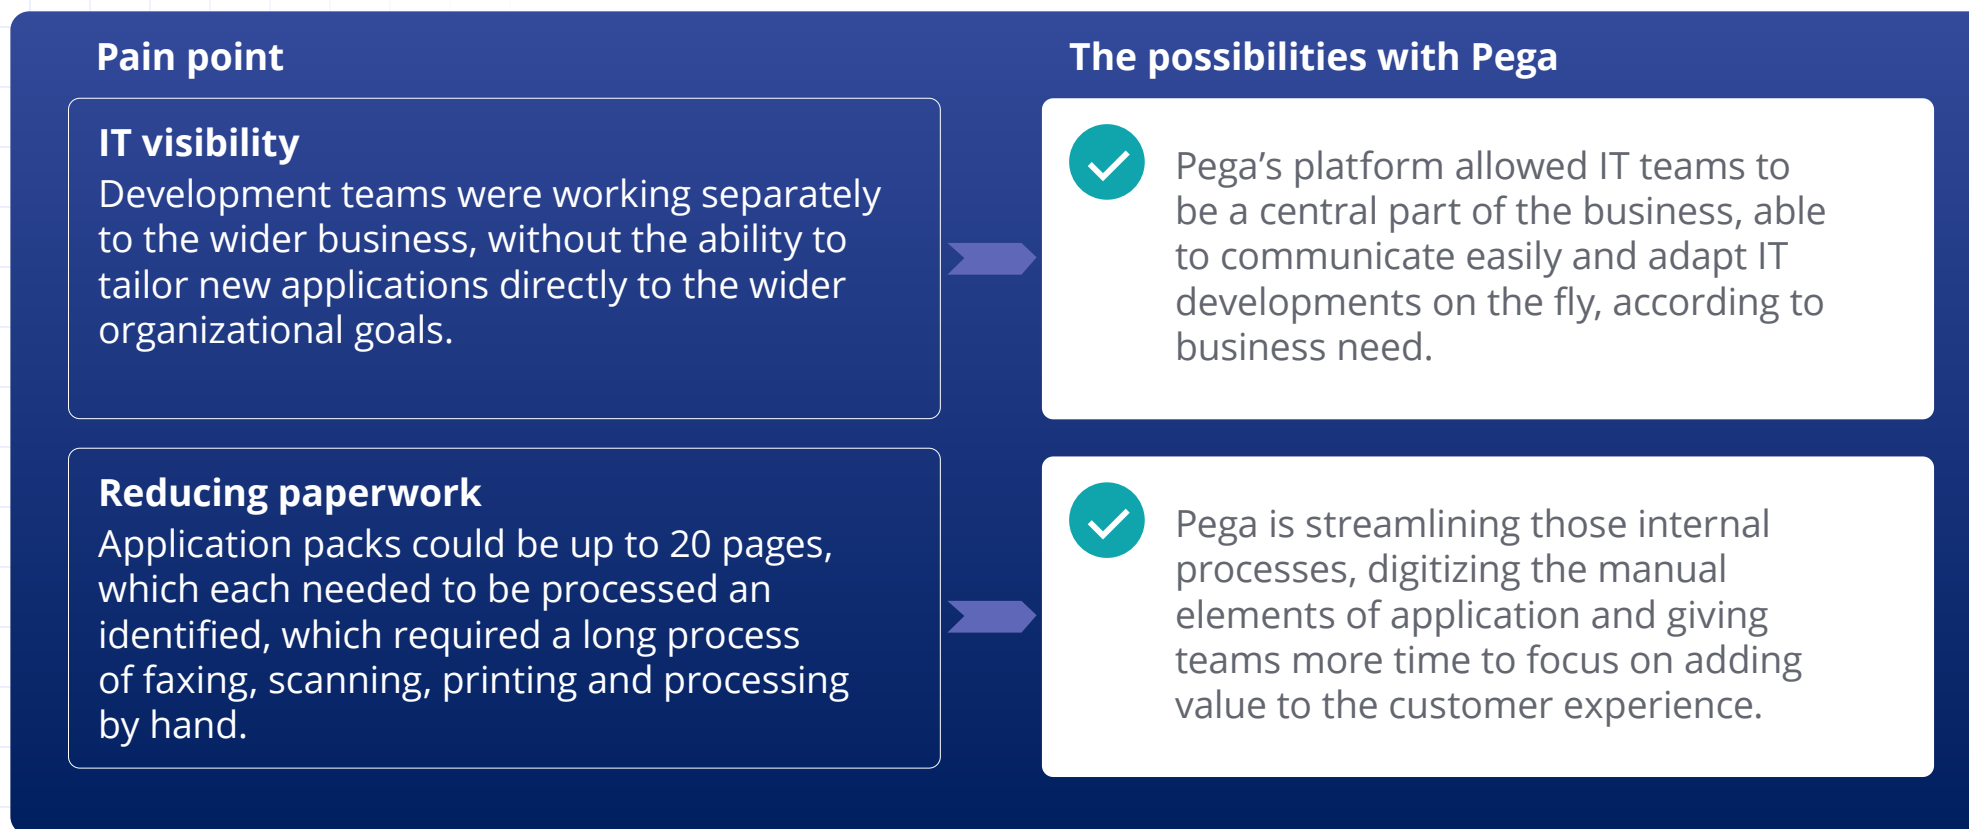 Pain point
The possibilities with Pega
IT visibility
Development teams were working separately
to the wider business, without the ability to
tailor new applications directly to the wider
organizational goals.
Pega’s platform allowed IT teams to
be a central part of the business, able
to communicate easily and adapt IT
developments on the fly, according to
business need.
Reducing paperwork
Application packs could be up to 20 pages,
which each needed to be processed an
identified, which required a long process
of faxing, scanning, printing and processing
by hand.
Pega is streamlining those internal
processes, digitizing the manual
elements of application and giving
teams more time to focus on adding
value to the customer experience.